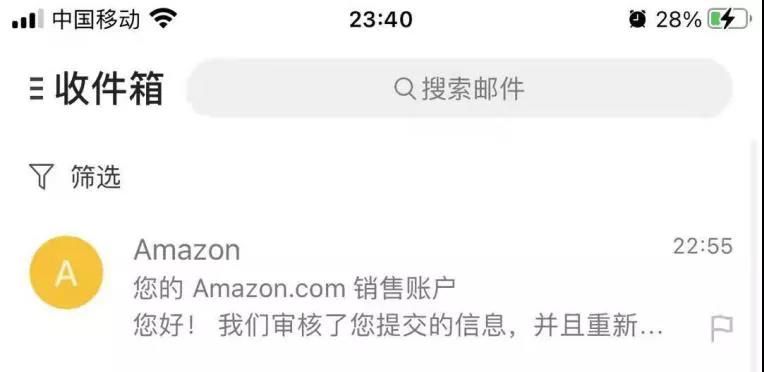 中国移动 23:40 28%
收件箱 搜索邮件
筛选
A Amazon 22:55
您的 Amazon.com 销售账户
您好！ 我们审核了您提交的信息，并且重新...